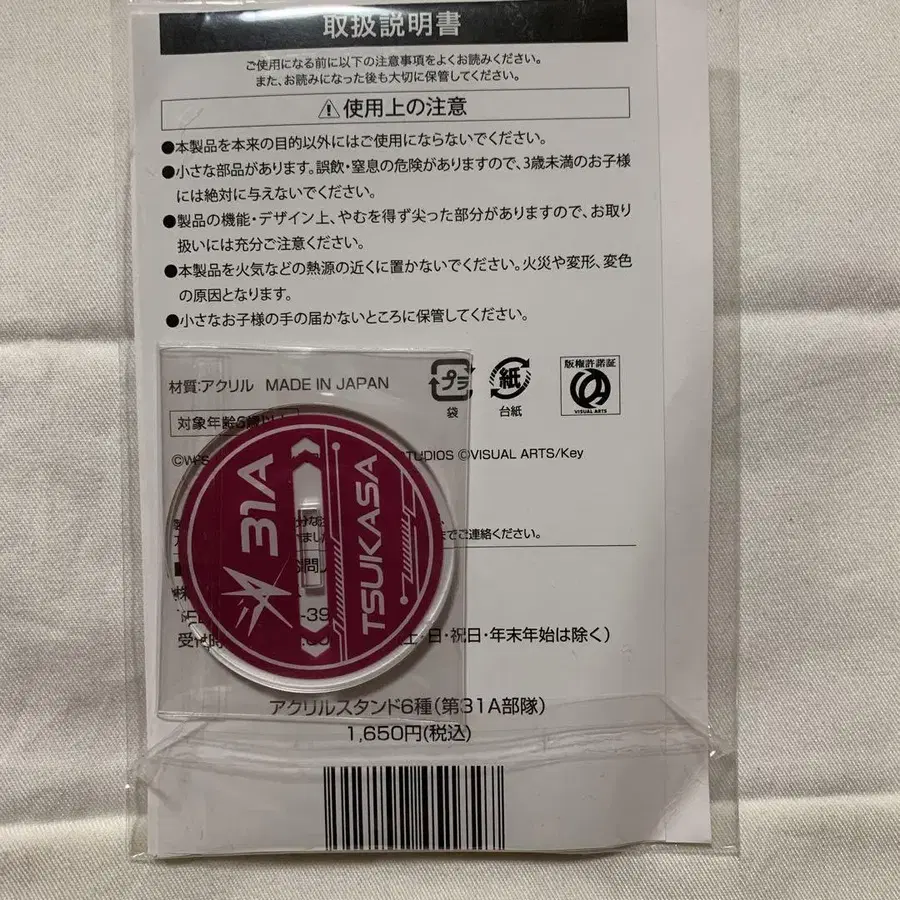 取扱説明書
ご使用になる前に以下の注意事項をよくお読みください。
また、お読みになった後も大切に保管してください。
使用上の注意
●本製品を本来の目的以外にはご使用にならないでください。
●小さな部品があります。誤飲・窒息の危険がありますので、3歳未満のお子様
には絶対に与えないでください。
●製品の機能・デザイン上、やむを得ず尖った部分がありますので、お取り
扱いには充分ご注意ください。
●本製品を火気などの熱源の近くに置かないでください。火災や変形、変色
の原因となります。
●小さなお子様の手の届かないところに保管してください。
材質:アクリル MADE IN JAPAN
プラ
袋
紙
台紙
版権許諾証
VISUAL ARTS
対象年齢
TUDIOS ©VISUAL ARTS/Key
31A
TSUKASA
までご連絡ください。
日・祝日・年末年始は除く)
アクリルスタンド6種(第31A部隊)
1,650円(税込)